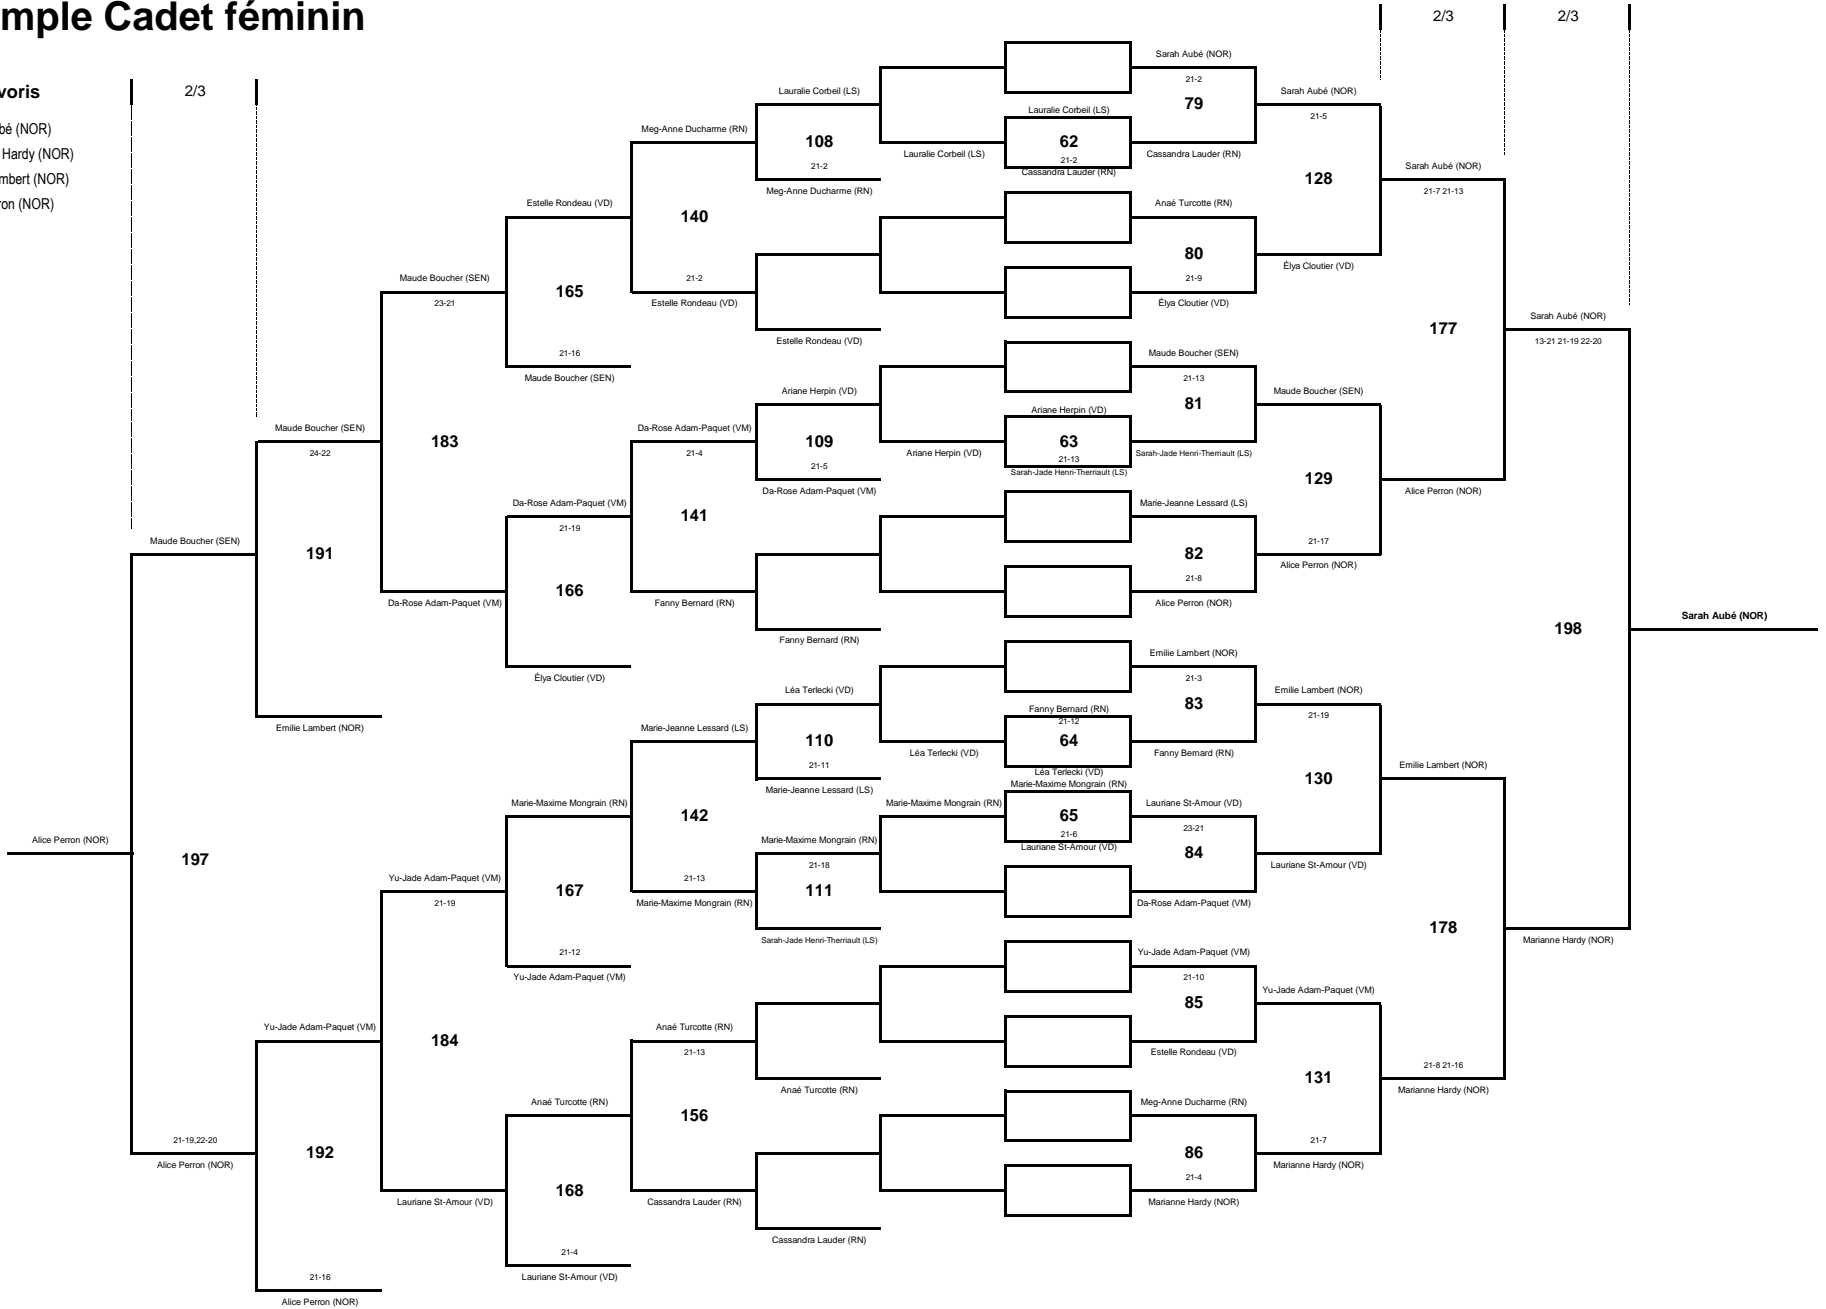 mple Cadet féminin
2/3
2/3
voris
2/3
bé (NOR)
Hardy (NOR)
mbert (NOR)
ron (NOR)
Sarah Aubé (NOR)
21-2
79
Lauralie Corbeil (LS)
Sarah Aubé (NOR)
21-5
Lauralie Corbeil (LS)
62
21-2
Cassandra Lauder (RN)
Meg-Anne Ducharme (RN)
108
21-2
Lauralie Corbeil (LS)
Cassandra Lauder (RN)
Sarah Aubé (NOR)
21-7 21-13
128
Meg-Anne Ducharme (RN)
Estelle Rondeau (VD)
140
Anaé Turcotte (RN)
80
21-9
Élya Cloutier (VD)
Élya Cloutier (VD)
Maude Boucher (SEN)
23-21
165
21-2
Estelle Rondeau (VD)
Estelle Rondeau (VD)
177
Sarah Aubé (NOR)
13-21 21-19 22-20
21-16
Maude Boucher (SEN)
Maude Boucher (SEN)
21-13
81
Ariane Herpin (VD)
Maude Boucher (SEN)
Ariane Herpin (VD)
63
21-13
Sarah-Jade Henri-Therriault (LS)
Maude Boucher (SEN)
24-22
183
Da-Rose Adam-Paquet (VM)
21-4
109
21-5
Ariane Herpin (VD)
Sarah-Jade Henri-Therriault (LS)
129
Da-Rose Adam-Paquet (VM)
Alice Perron (NOR)
Da-Rose Adam-Paquet (VM)
21-19
141
Marie-Jeanne Lessard (LS)
82
21-8
Alice Perron (NOR)
21-17
Alice Perron (NOR)
Maude Boucher (SEN)
191
166
Da-Rose Adam-Paquet (VM)
Fanny Bernard (RN)
Fanny Bernard (RN)
198
Sarah Aubé (NOR)
Élya Cloutier (VD)
Emilie Lambert (NOR)
21-3
83
Léa Terlecki (VD)
Emilie Lambert (NOR)
21-19
Fanny Bernard (RN)
21-12
64
Léa Terlecki (VD)
Emilie Lambert (NOR)
Marie-Jeanne Lessard (LS)
110
21-11
Léa Terlecki (VD)
Fanny Bernard (RN)
Emilie Lambert (NOR)
130
Marie-Jeanne Lessard (LS)
Marie-Maxime Mongrain (RN)
65
21-6
Lauriane St-Amour (VD)
Marie-Maxime Mongrain (RN)
142
Marie-Maxime Mongrain (RN)
Lauriane St-Amour (VD)
23-21
84
Da-Rose Adam-Paquet (VM)
Alice Perron (NOR)
197
Marie-Maxime Mongrain (RN)
21-18
111
Sarah-Jade Henri-Therriault (LS)
Lauriane St-Amour (VD)
Yu-Jade Adam-Paquet (VM)
21-19
167
21-13
Marie-Maxime Mongrain (RN)
178
Marianne Hardy (NOR)
21-12
Yu-Jade Adam-Paquet (VM)
Yu-Jade Adam-Paquet (VM)
21-10
85
Estelle Rondeau (VD)
Yu-Jade Adam-Paquet (VM)
Yu-Jade Adam-Paquet (VM)
184
Anaé Turcotte (RN)
21-13
Anaé Turcotte (RN)
131
21-8 21-16
Marianne Hardy (NOR)
Anaé Turcotte (RN)
156
Meg-Anne Ducharme (RN)
86
21-4
Marianne Hardy (NOR)
21-7
Marianne Hardy (NOR)
21-19,22-20
Alice Perron (NOR)
192
168
Lauriane St-Amour (VD)
Cassandra Lauder (RN)
Cassandra Lauder (RN)
21-4
Lauriane St-Amour (VD)
21-16
Alice Perron (NOR)